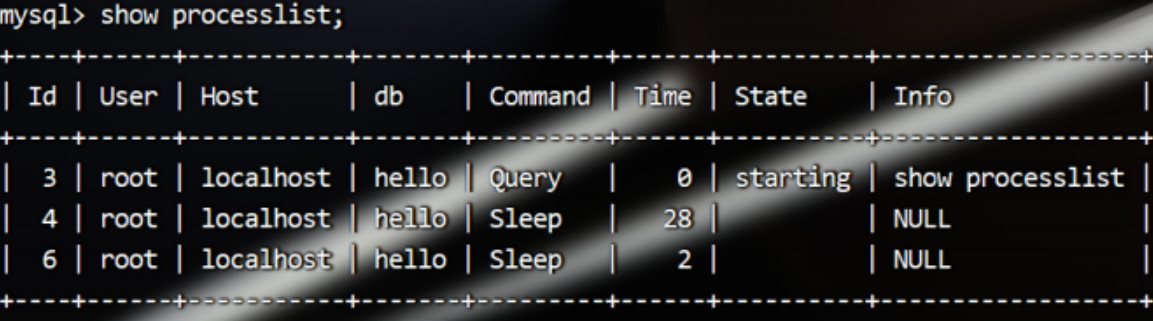 mysql> show processlist;
+----+------+-----------+-------+---------+------+----------+------------------+
| Id | User | Host      | db    | Command | Time | State    | Info             |
+----+------+-----------+-------+---------+------+----------+------------------+
|  3 | root | localhost | hello | Query   |    0 | starting | show processlist |
|  4 | root | localhost | hello | Sleep   |   28 |          | NULL             |
|  6 | root | localhost | hello | Sleep   |    2 |          | NULL             |
+----+------+-----------+-------+---------+------+----------+------------------+